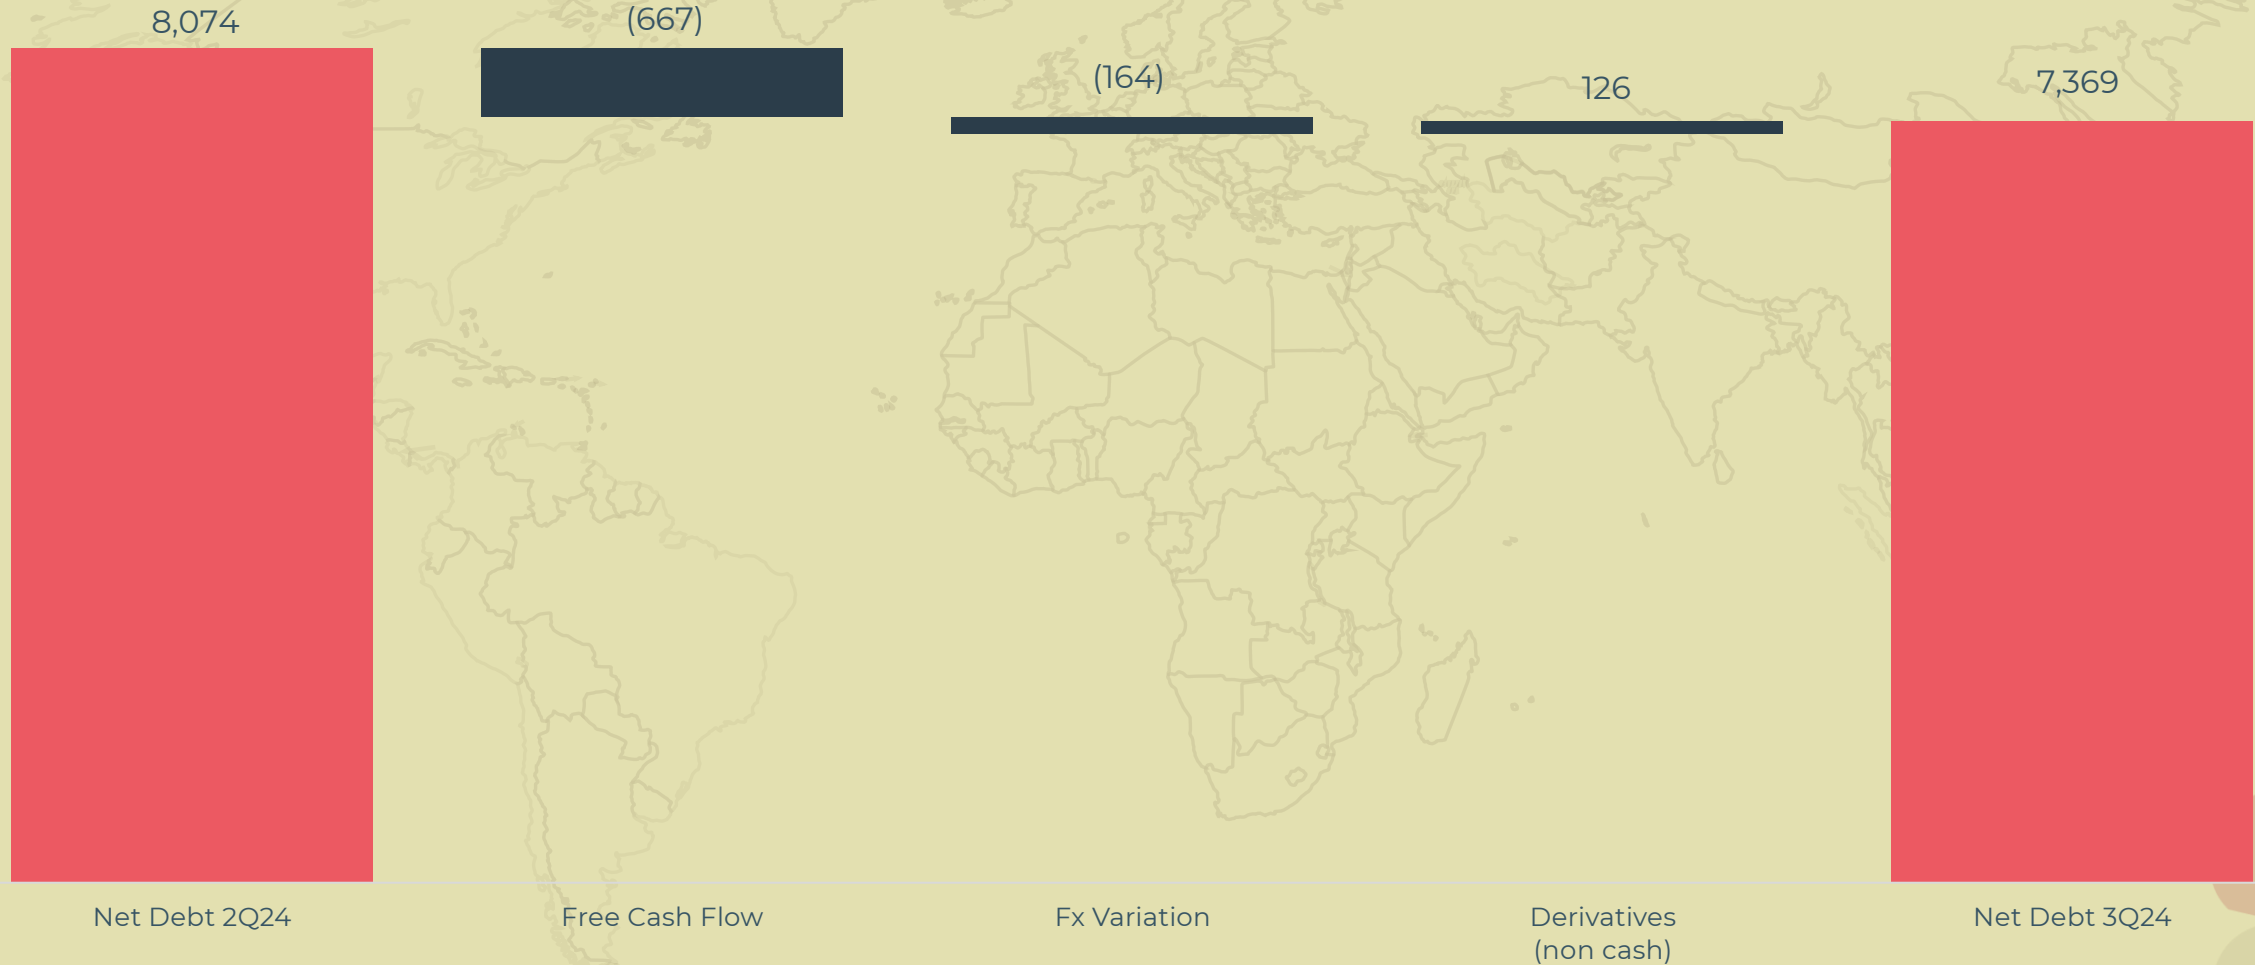 8,074
(667)
(164)
126
7,369
Net Debt 2Q24
Free Cash Flow
Fx Variation
Derivatives
(non cash)
Net Debt 3Q24